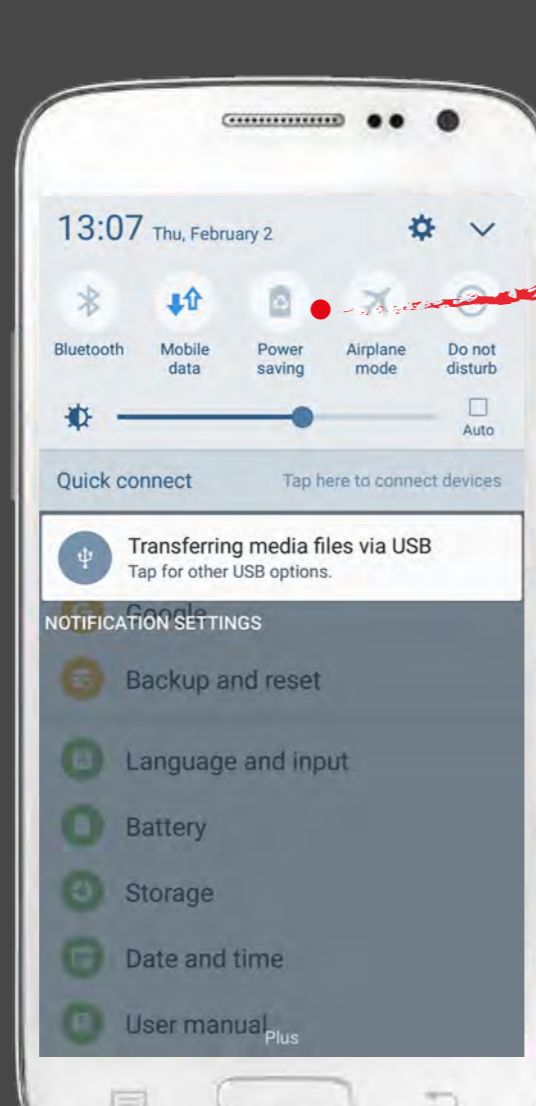 13:07 Thu, February 2
Bluetooth
Mobile
data
Power
saving
Airplane
mode
Do not
disturb
Auto
Quick connect Tap here to connect devices
Transferring media files via USB
Tap for other USB options.
Google
NOTIFICATION SETTINGS
Backup and reset
Language and input
Battery
Storage
Date and time
User manual
Plus